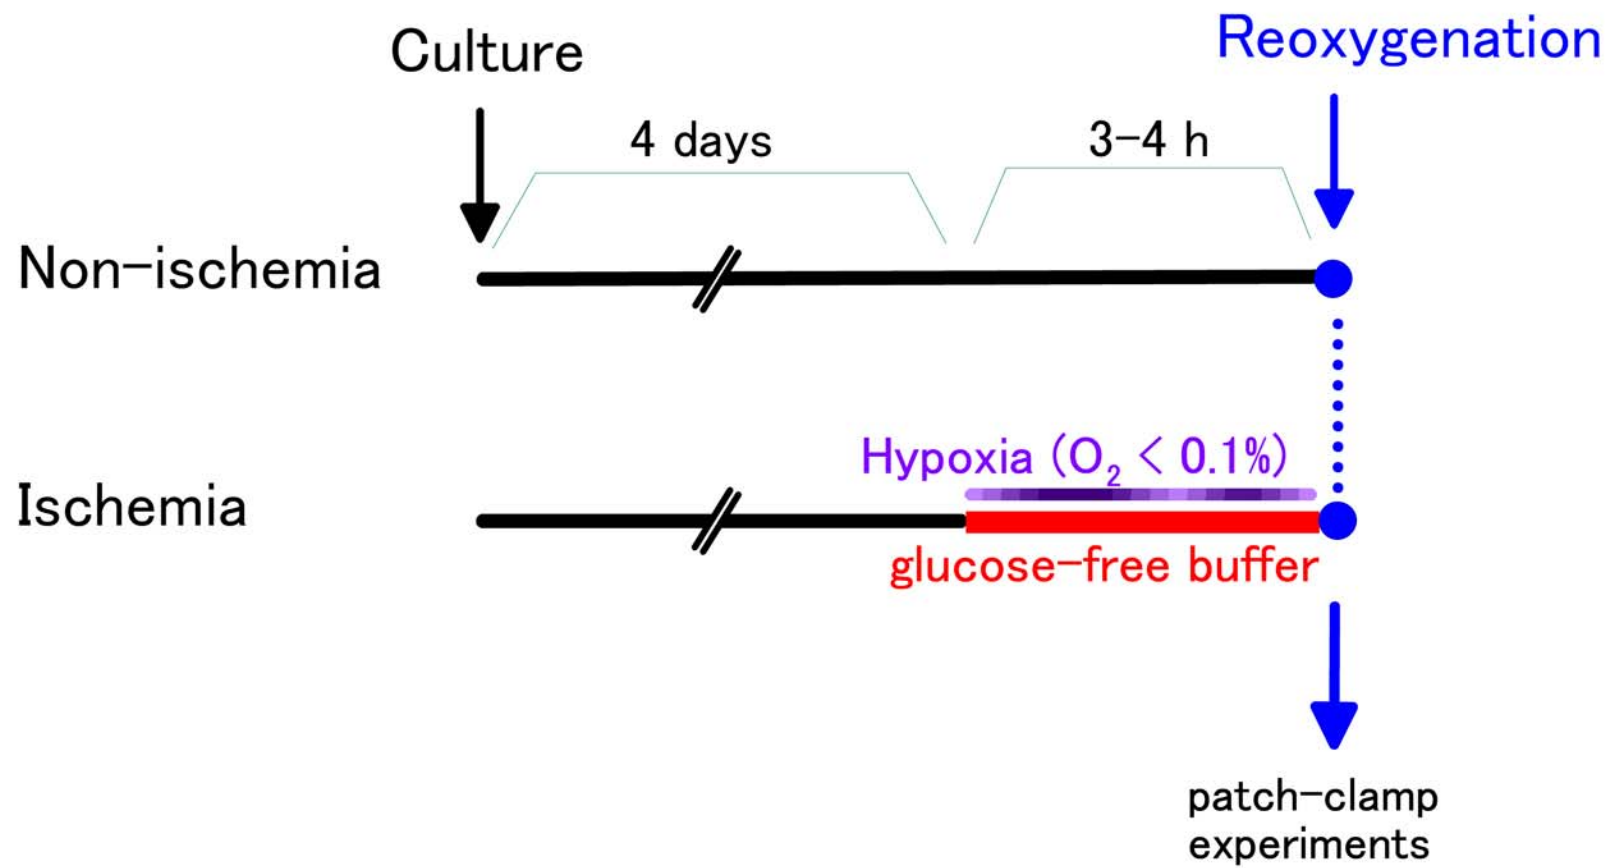 Culture
Reoxygenation
4 days
3-4 h
Non-ischemia
Hypoxia (O₂ < 0.1%)
Ischemia
glucose-free buffer
patch-clamp
experiments